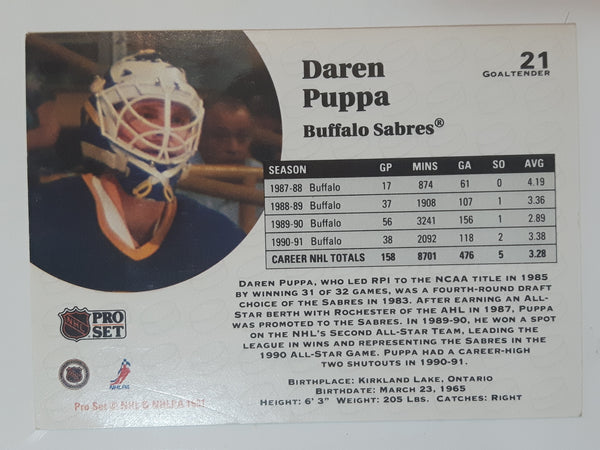 Daren
Puppa
Buffalo Sabres®
21
GOALTENDER
SEASON GP MINS GA SO AVG
1987-88 Buffalo 17 874 61 0 4.19
1988-89 Buffalo 37 1908 107 1 3.36
1989-90 Buffalo 56 3241 156 1 2.89
1990-91 Buffalo 38 2092 118 2 3.38
CAREER NHL TOTALS 158 8701 476 5 3.28
DAREN PUPPA, WHO LED RPI TO THE NCAA TITLE IN 1985
BY WINNING 31 OF 32 GAMES, WAS A FOURTH-ROUND DRAFT
CHOICE OF THE SABRES IN 1983. AFTER EARNING AN ALL-
STAR BERTH WITH ROCHESTER OF THE AHL IN 1987, PUPPA
WAS PROMOTED TO THE SABRES. IN 1989-90, HE WON A SPOT
ON THE NHL'S SECOND ALL-STAR TEAM, LEADING THE
LEAGUE IN WINS AND REPRESENTING THE SABRES IN THE
1990 ALL-STAR GAME. PUPPA HAD A CAREER-HIGH
TWO SHUTOUTS IN 1990-91.
BIRTHPLACE: KIRKLAND LAKE, ONTARIO
BIRTHDATE: MARCH 23, 1965
HEIGHT: 6' 3" WEIGHT: 205 LBS. CATCHES: RIGHT
NHL
PRO
SET
NHLPA
Pro Set © NHL & NHLPA 1991